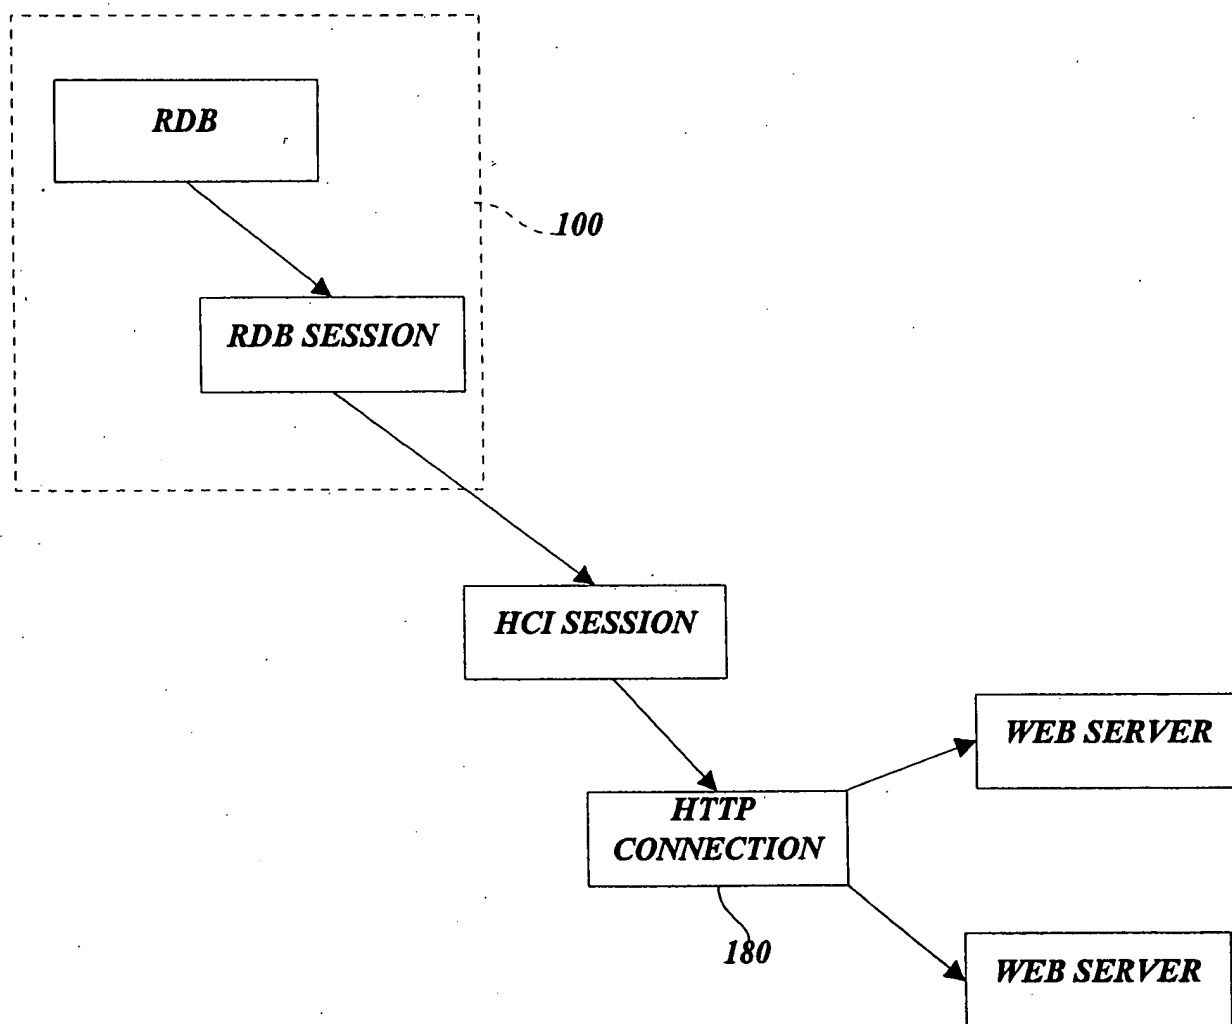 RDB
100
RDB SESSION
HCI SESSION
WEB SERVER
HTTP
CONNECTION
180
WEB SERVER